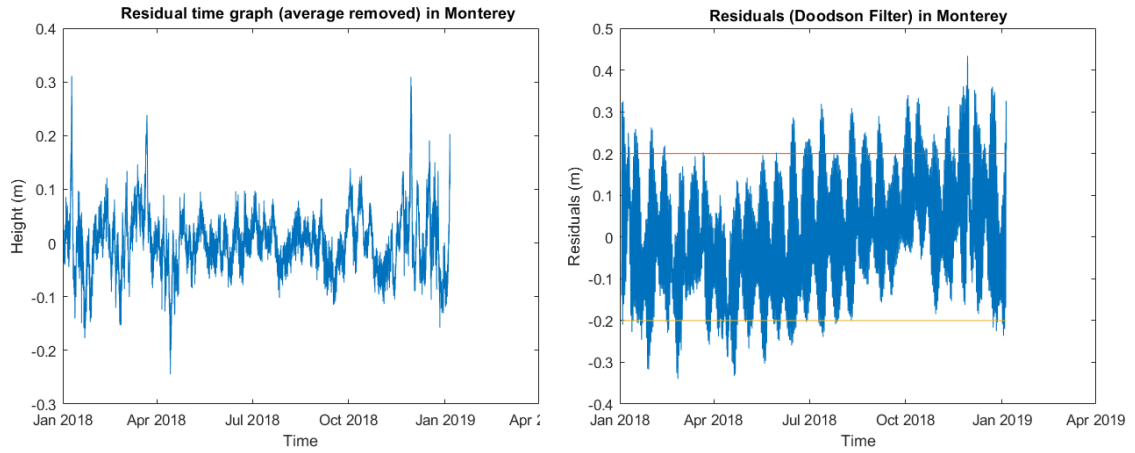 Residual time graph (average removed) in Monterey
0.4
0.3
0.2
0.1
0
-0.1
-0.2
-0.3
Height (m)
Jan 2018 Apr 2018 Jul 2018 Oct 2018 Jan 2019 Apr 2
Time
Residuals (Doodson Filter) in Monterey
0.5
0.4
0.3
0.2
0.1
0
-0.1
-0.2
-0.3
-0.4
Residuals (m)
Jan 2018 Apr 2018 Jul 2018 Oct 2018 Jan 2019 Apr 2019
Time